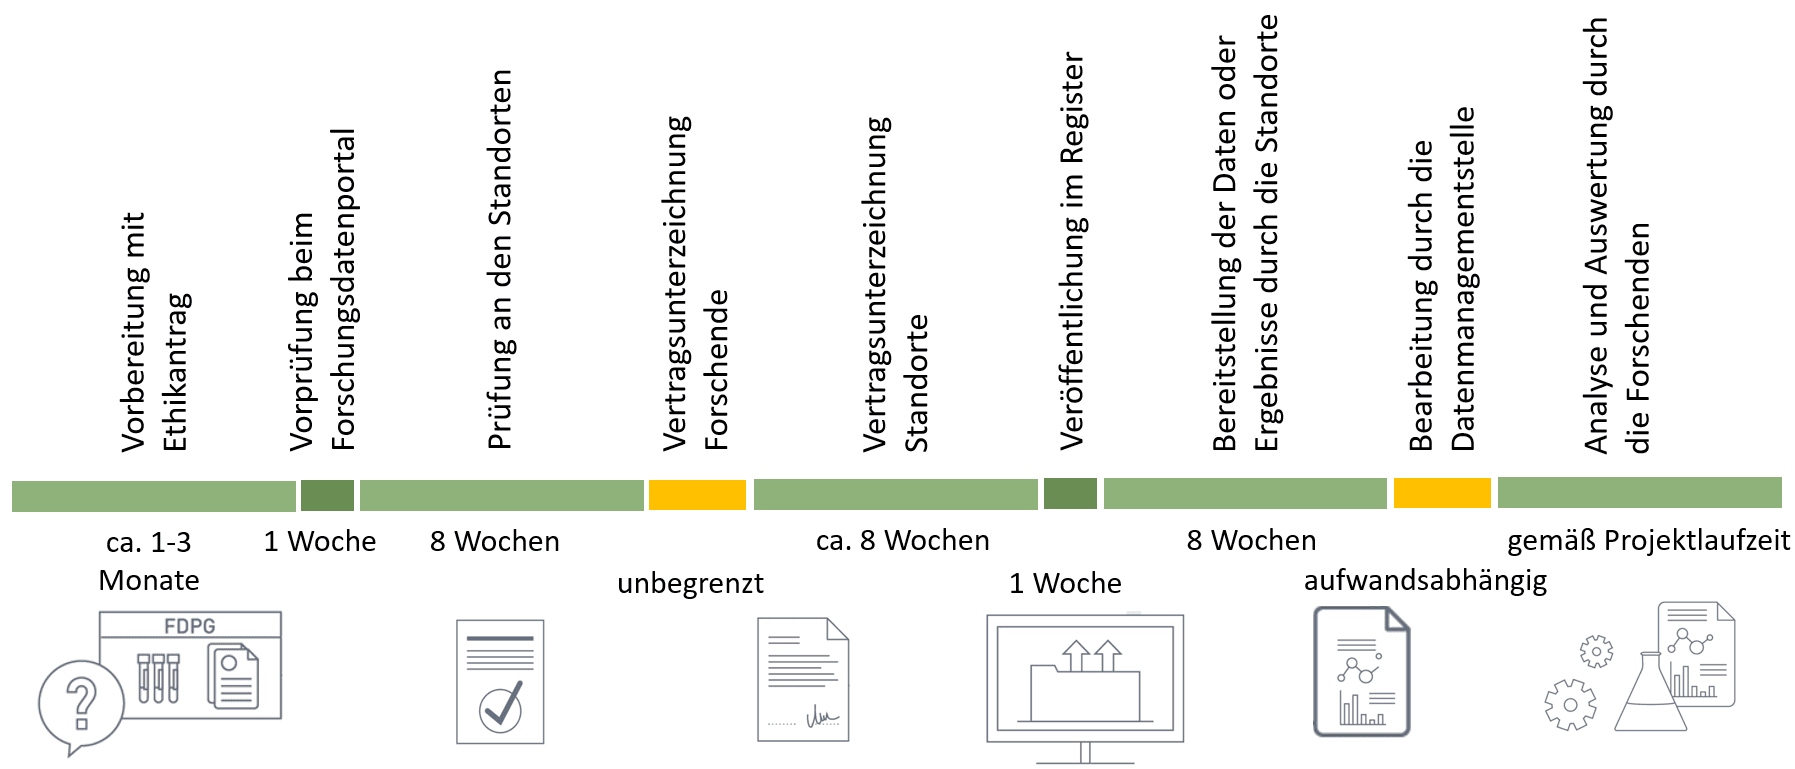 Vorbereitung mit
Ethikantrag
Vorprüfung beim
Forschungsdatenportal
Prüfung an den Standorten
Vertragsunterzeichnung
Forschende
Vertragsunterzeichnung
Standorte
Veröffentlichung im Register
Bereitstellung der Daten oder
Ergebnisse durch die Standorte
Bearbeitung durch die
Datenmanagementstelle
Analyse und Auswertung durch
die Forschenden
ca. 1-3
Monate
1 Woche
8 Wochen
unbegrenzt
ca. 8 Wochen
1 Woche
8 Wochen
aufwandsabhängig
gemäß Projektlaufzeit
FDPG
?